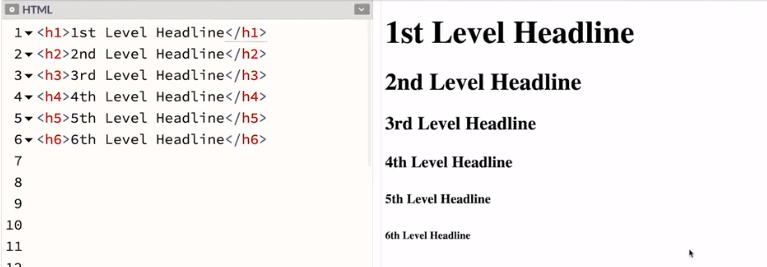 HTML
1 <h1>1st Level Headline</h1>
2 <h2>2nd Level Headline</h2>
3 <h3>3rd Level Headline</h3>
4 <h4>4th Level Headline</h4>
5 <h5>5th Level Headline</h5>
6 <h6>6th Level Headline</h6>
7
8
9
10
11
12
1st Level Headline
2nd Level Headline
3rd Level Headline
4th Level Headline
5th Level Headline
6th Level Headline